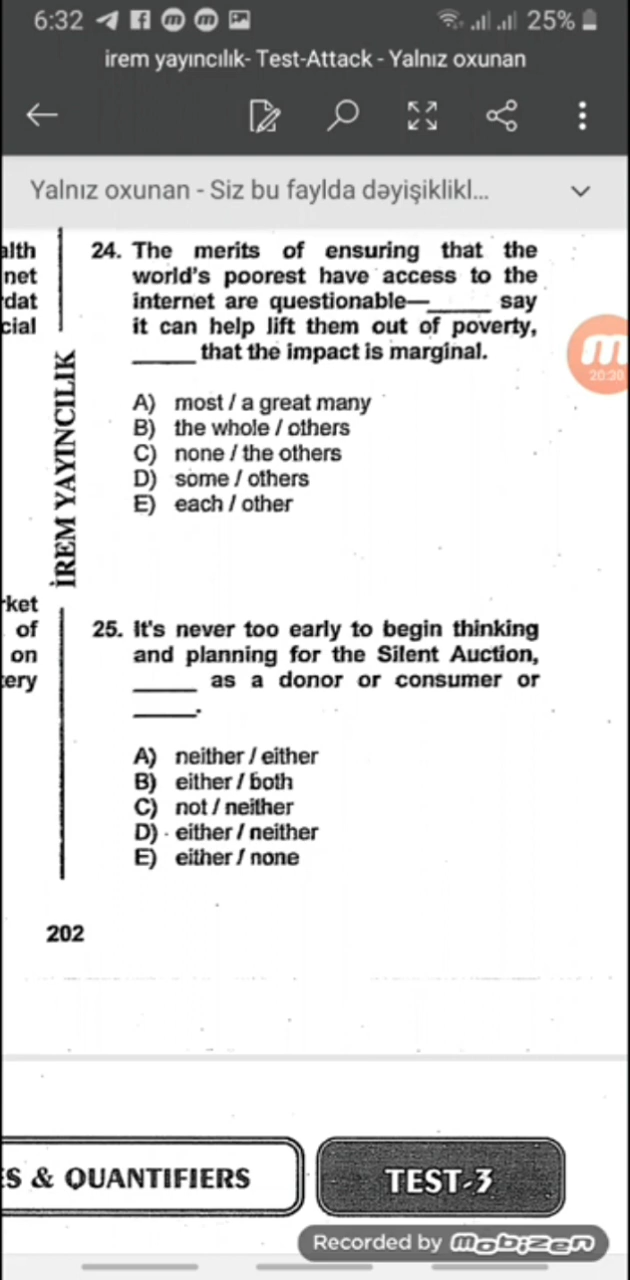 6:32
25%
irem yayıncılık- Test-Attack - Yalnız oxunan
Yalnız oxunan - Siz bu faylda dəyişiklikl...
alth
net
rdat
cial
İREM YAYINCILIK
rket
of
on
tery
24. The merits of ensuring that the
world's poorest have access to the
internet are questionable—_____ say
it can help lift them out of poverty,
_____ that the impact is marginal.
A) most / a great many
B) the whole / others
C) none / the others
D) some / others
E) each / other
m
20:30
25. It's never too early to begin thinking
and planning for the Silent Auction,
_____ as a donor or consumer or
_____.
A) neither / either
B) either / both
C) not / neither
D) either / neither
E) either / none
202
S & QUANTIFIERS
TEST-3
Recorded by mobizen